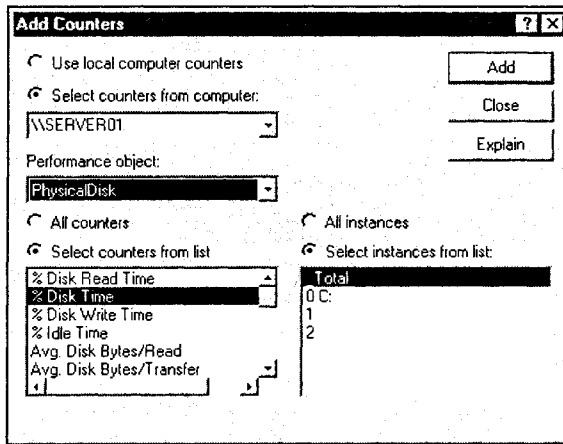 Add Counters
Use local computer counters
Select counters from computer:
\\SERVER01
Performance object:
PhysicalDisk
All counters
Select counters from list
% Disk Read Time
% Disk Time
% Disk Write Time
% Idle Time
Avg. Disk Bytes/Read
Avg. Disk Bytes/Transfer
All instances
Select instances from list:
_Total
0 C:
1
2
Add
Close
Explain